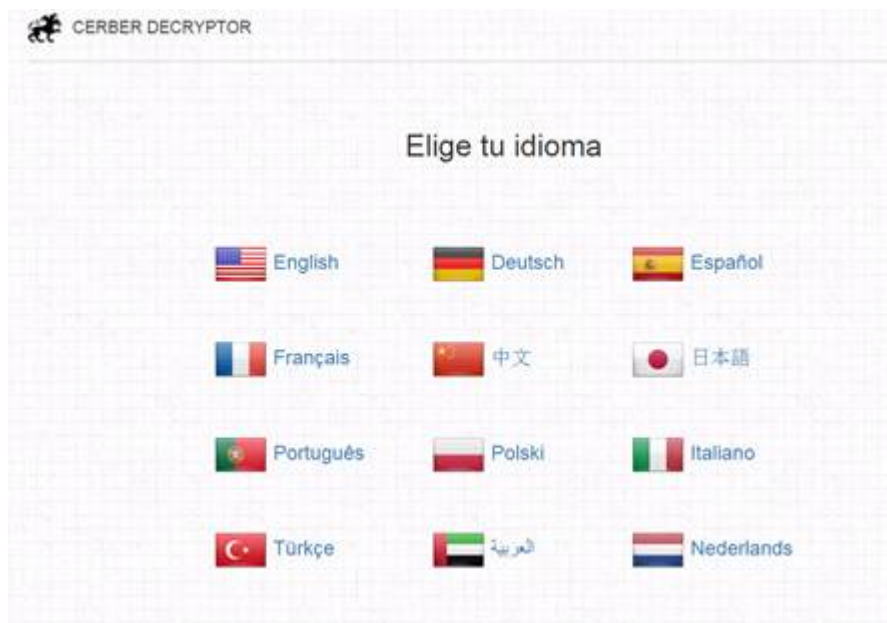 CERBER DECRYPTOR
Elige tu idioma
English Deutsch Español
Français 中文 日本語
Português Polski Italiano
Türkçe العربية Nederlands